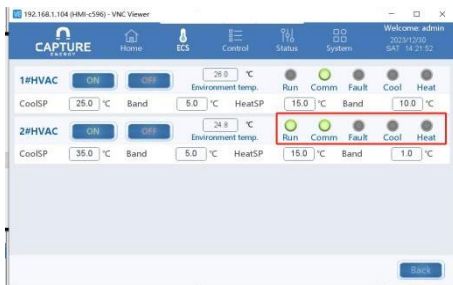 192.168.1.104 (HMI-c596) - VNC Viewer
CAPTURE ENERGY Home ECS Control Status System Welcome: admin
SAT 14:21:52
1#HVAC ON OFF 26.0 ℃
Environment temp. Run Comm Fault Cool Heat
CoolSP 25.0 ℃ Band 5.0 ℃ HeatSP 15.0 ℃ Band 10.0 ℃
2#HVAC ON OFF 24.8 ℃
Environment temp. Run Comm Fault Cool Heat
CoolSP 35.0 ℃ Band 5.0 ℃ HeatSP 15.0 ℃ Band 1.0 ℃
Back